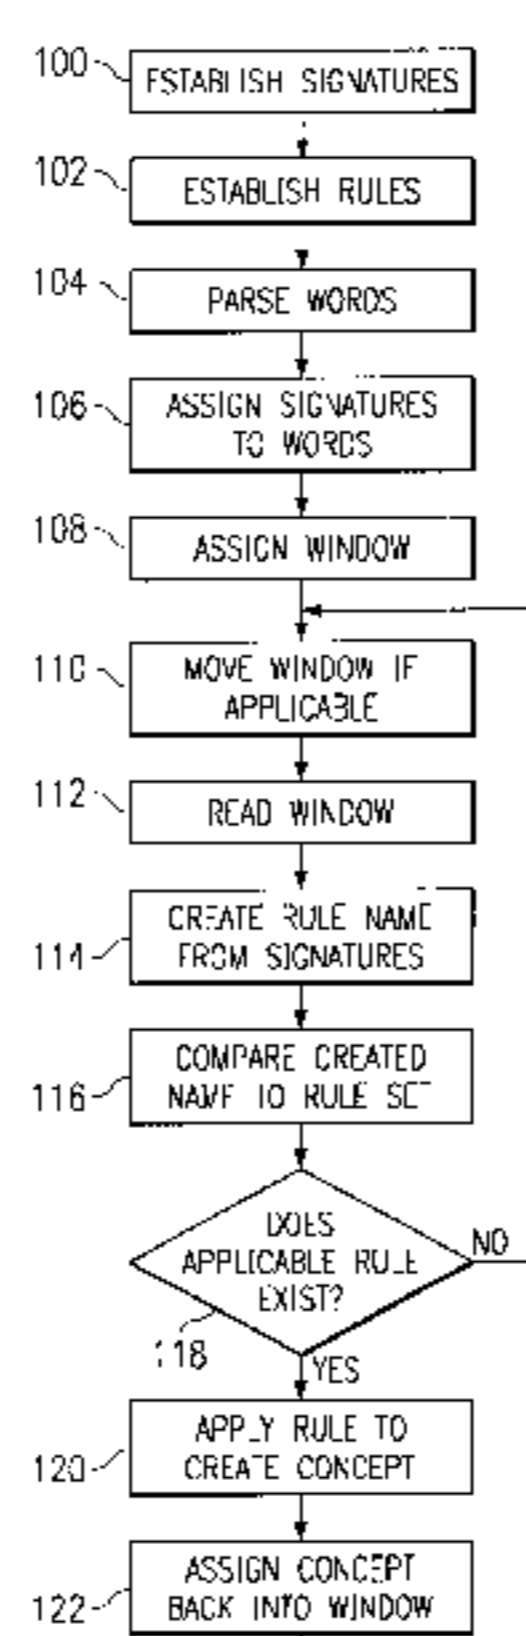 100
ESTABLISH SIGNATURES
102
ESTABLISH RULES
104
PARSE WORDS
106
ASSIGN SIGNATURES
TO WORDS
108
ASSIGN WINDOW
110
MOVE WINDOW IF
APPLICABLE
112
READ WINDOW
114
CREATE RULE NAME
FROM SIGNATURES
116
COMPARE CREATED
NAME TO RULE SET
DOES
APPLICABLE RULE
EXIST?
NO
118
YES
120
APPLY RULE TO
CREATE CONCEPT
122
ASSIGN CONCEPT
BACK INTO WINDOW